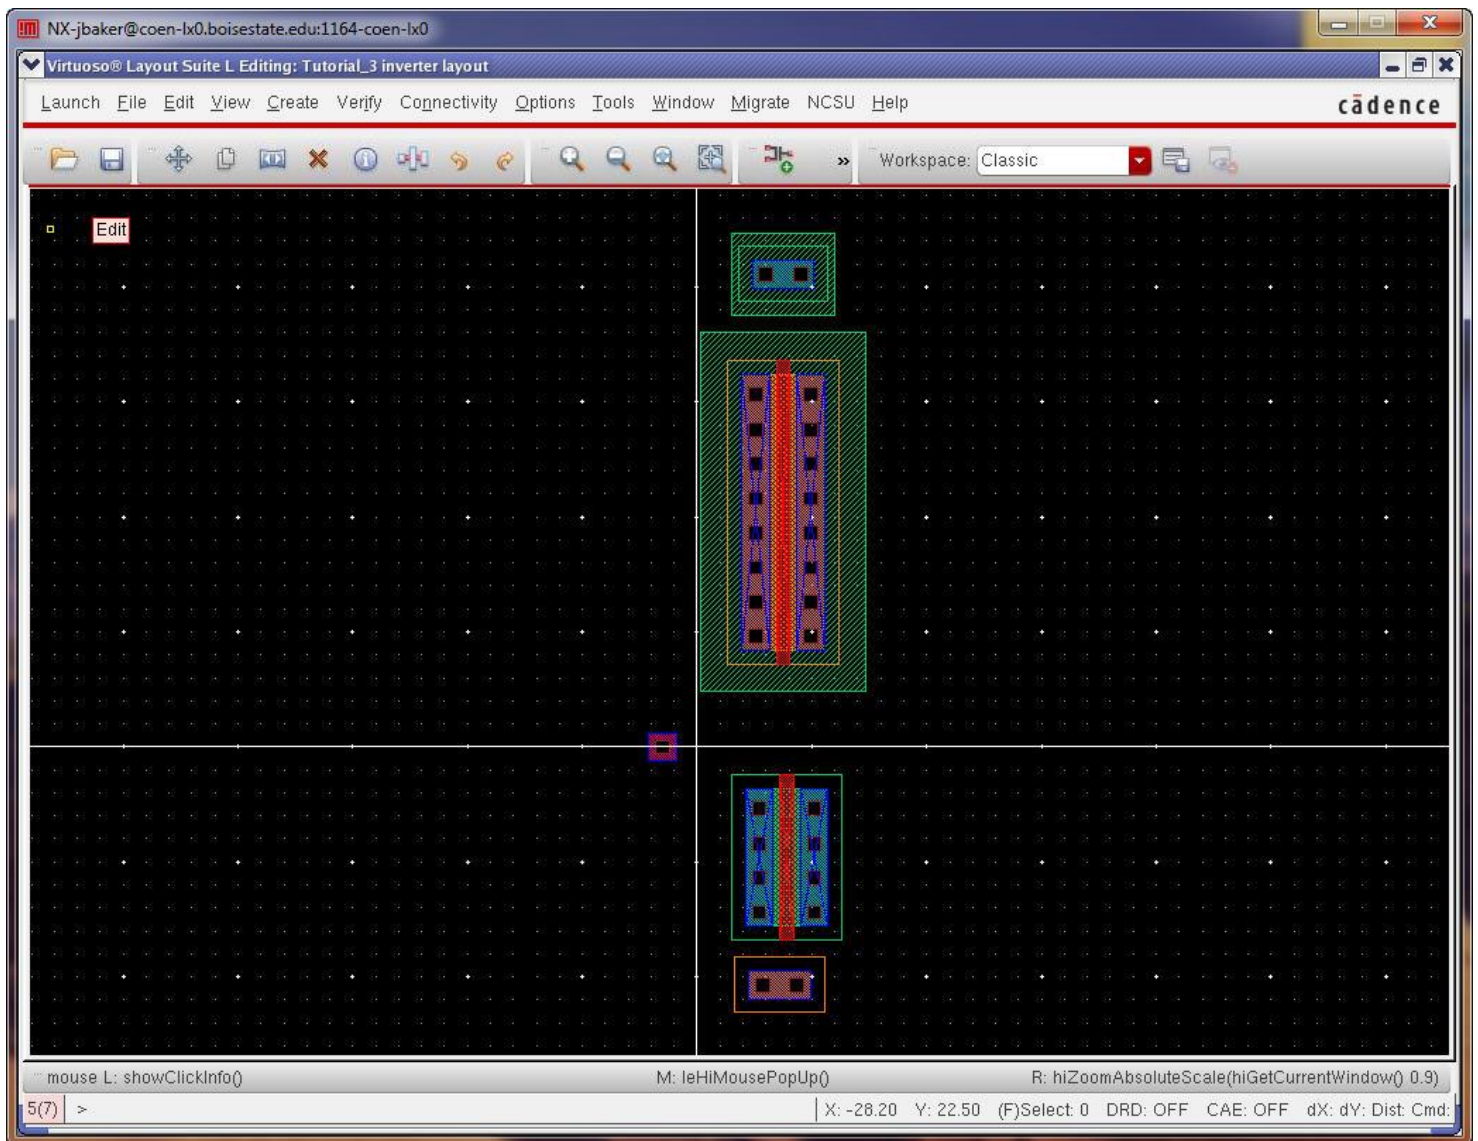 NX-jbaker@coen-lx0.boisestate.edu:1164-coen-lx0
Virtuoso® Layout Suite L Editing: Tutorial_3 inverter layout
Launch File Edit View Create Verify Connectivity Options Tools Window Migrate NCSU Help cādence
» Workspace: Classic
Edit
mouse L: showClickInfo() M: leHiMousePopUp() R: hiZoomAbsoluteScale(hiGetCurrentWindow() 0.9)
5(7) > X: -28.20 Y: 22.50 (F)Select: 0 DRD: OFF CAE: OFF dX: dY: Dist: Cmd: